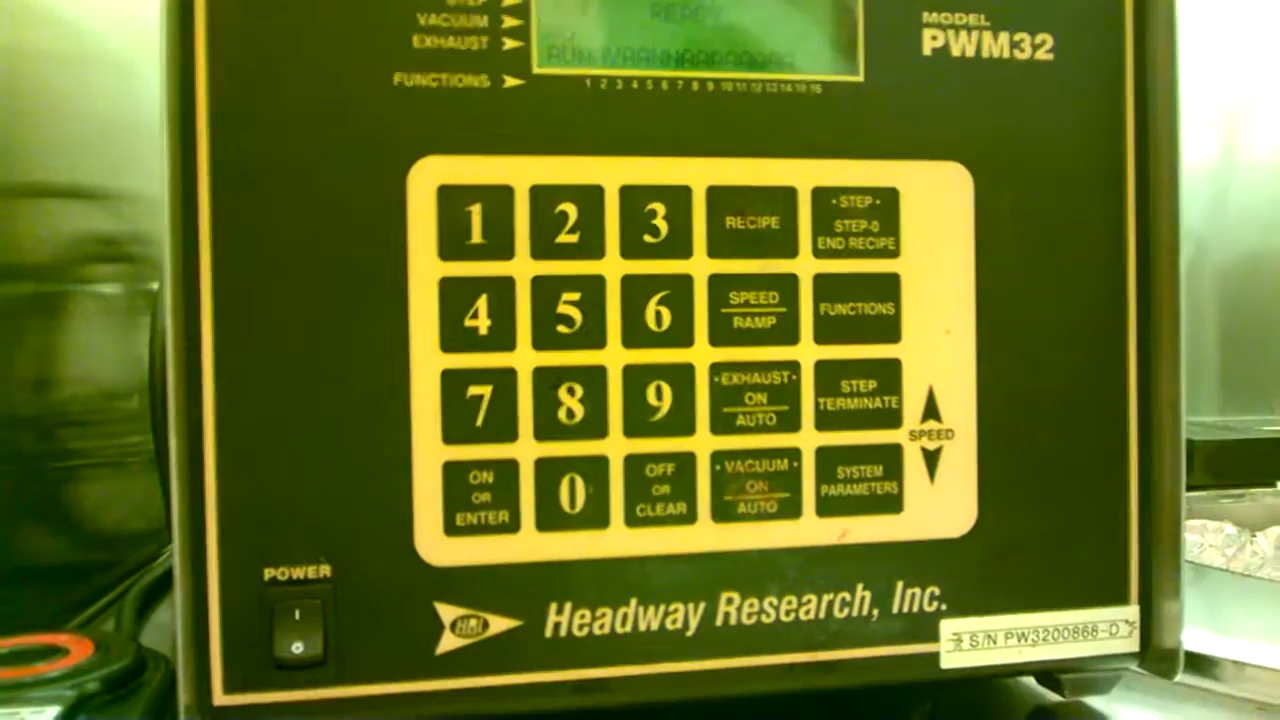 VACUUM
EXHAUST
FUNCTIONS
READY
1 2 3 4 5 6 7 8 9 10 11 12 13 14 15 16
MODEL
PWM32
1
2
3
RECIPE
• STEP •
STEP-0
END RECIPE
4
5
6
SPEED
RAMP
FUNCTIONS
7
8
9
• EXHAUST •
ON
AUTO
STEP
TERMINATE
SPEED
ON
OR
ENTER
0
OFF
OR
CLEAR
• VACUUM •
ON
AUTO
SYSTEM
PARAMETERS
POWER
I
O
HRI
Headway Research, Inc.
S/N PW3200868-D